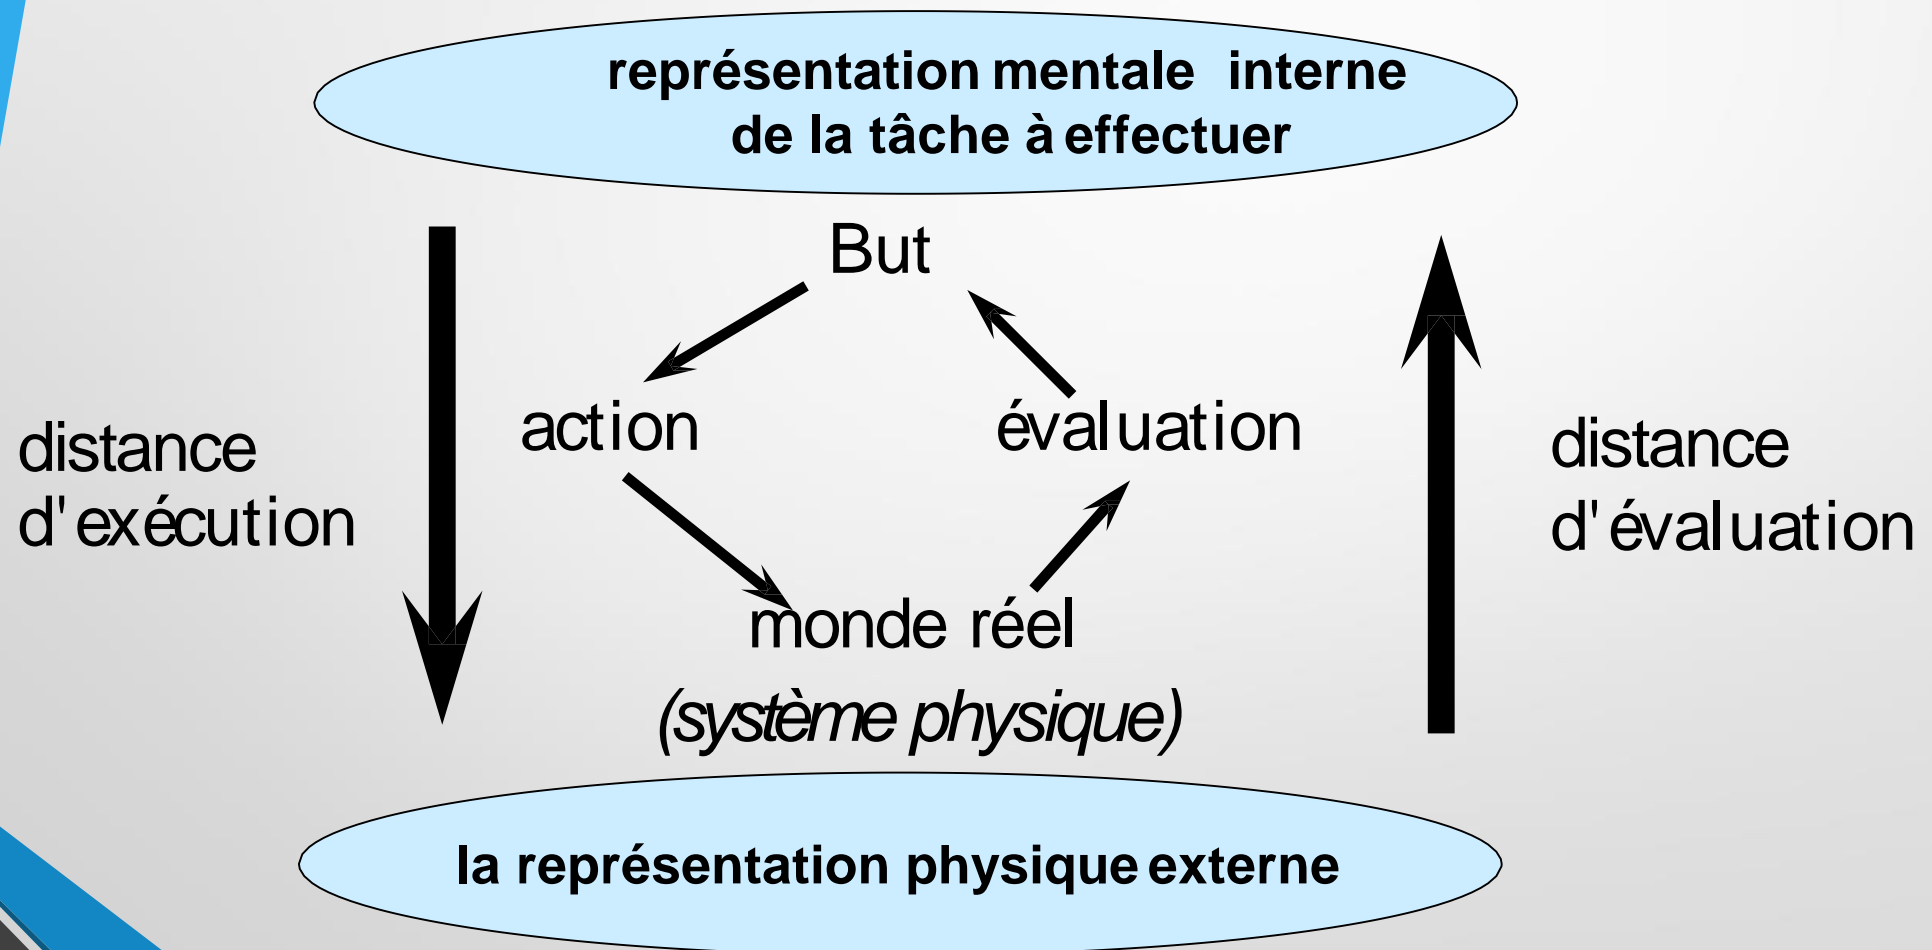 représentation mentale interne
de la tâche à effectuer
But
action
évaluation
distance
d'exécution
distance
d'évaluation
monde réel
(système physique)
la représentation physique externe